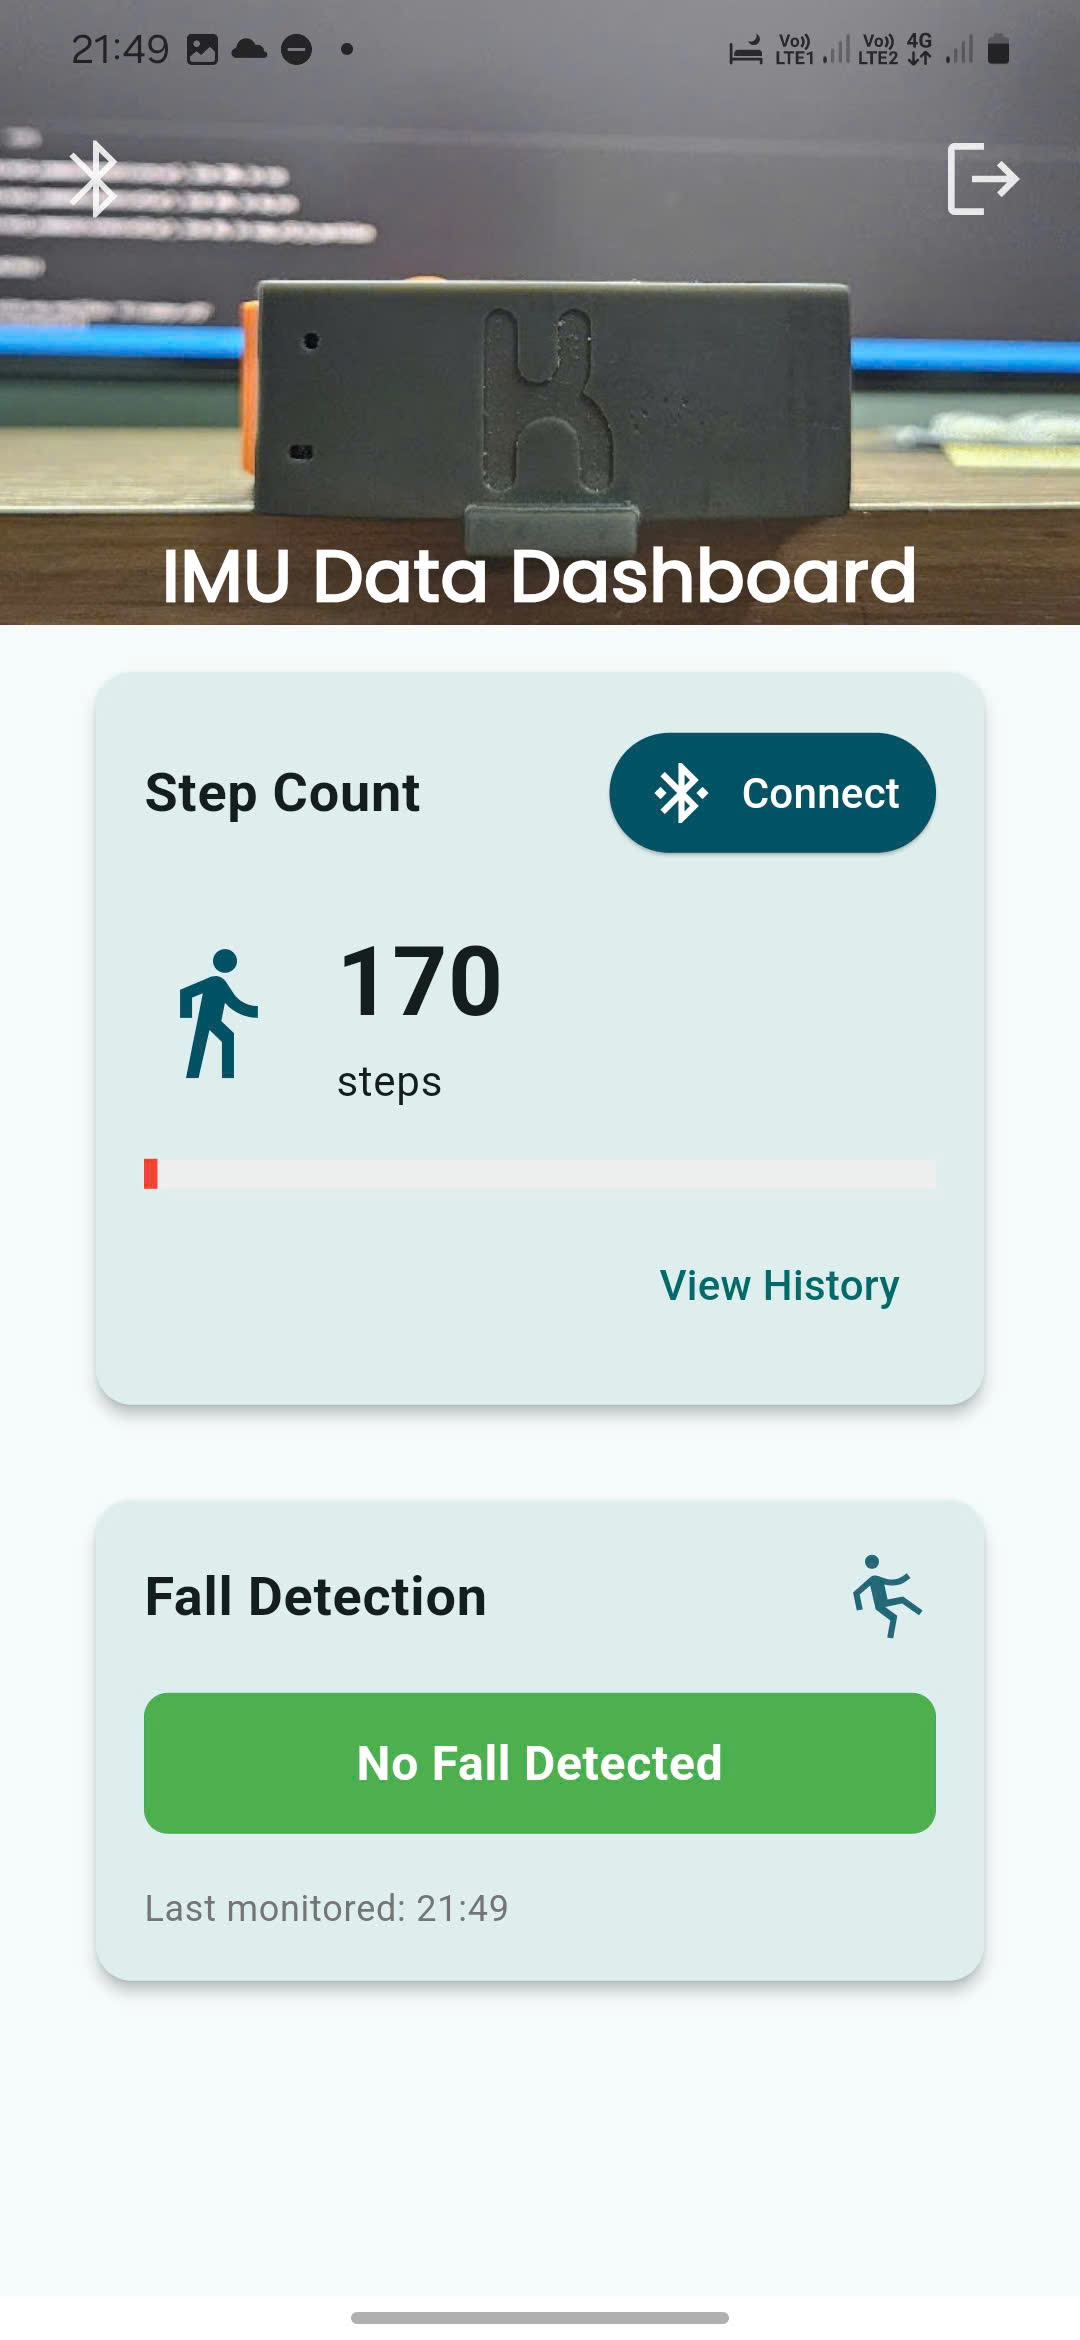 21:49
Vo)) LTE1 Vo)) LTE2 4G
IMU Data Dashboard
Step Count
Connect
170
steps
View History
Fall Detection
No Fall Detected
Last monitored: 21:49